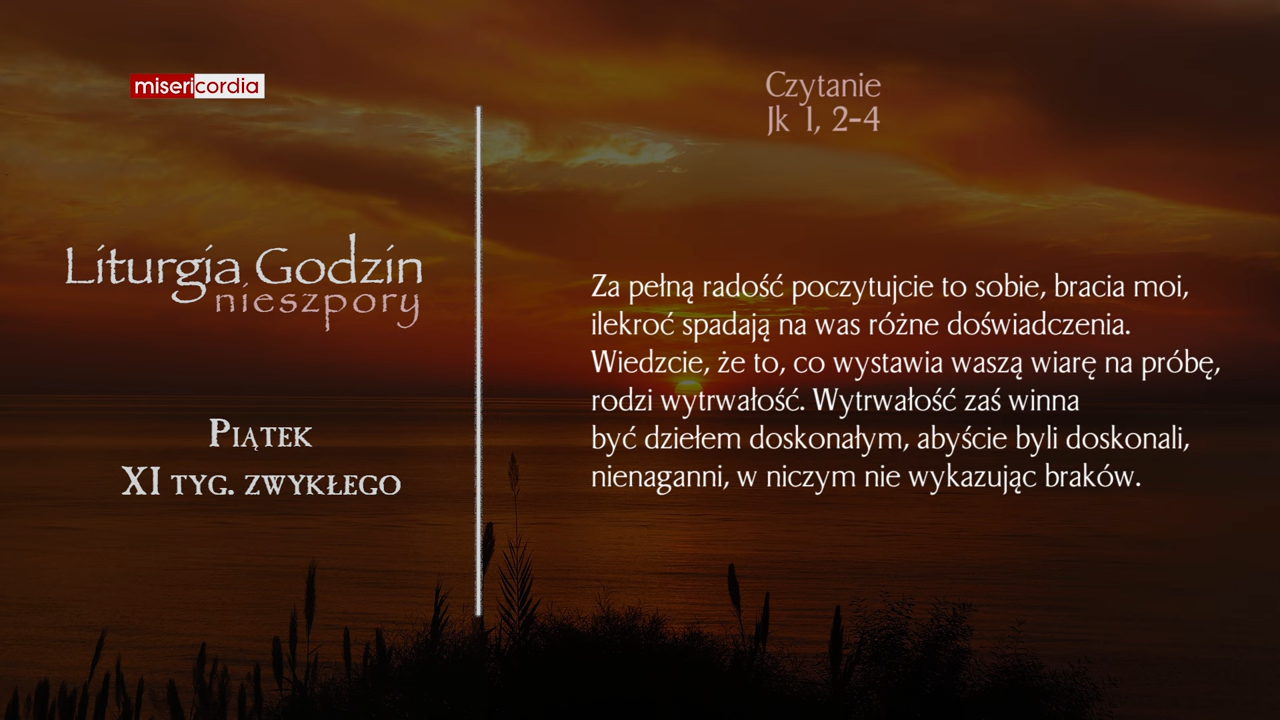 misericordia
Liturgia Godzin
nieszpory
Piątek
XI tyg. zwykłego
Czytanie
Jk 1, 2-4
Za pełną radość poczytujcie to sobie, bracia moi,
ilekroć spadają na was różne doświadczenia.
Wiedzcie, że to, co wystawia waszą wiarę na próbę,
rodzi wytrwałość. Wytrwałość zaś winna
być dziełem doskonałym, abyście byli doskonali,
nienaganni, w niczym nie wykazując braków.